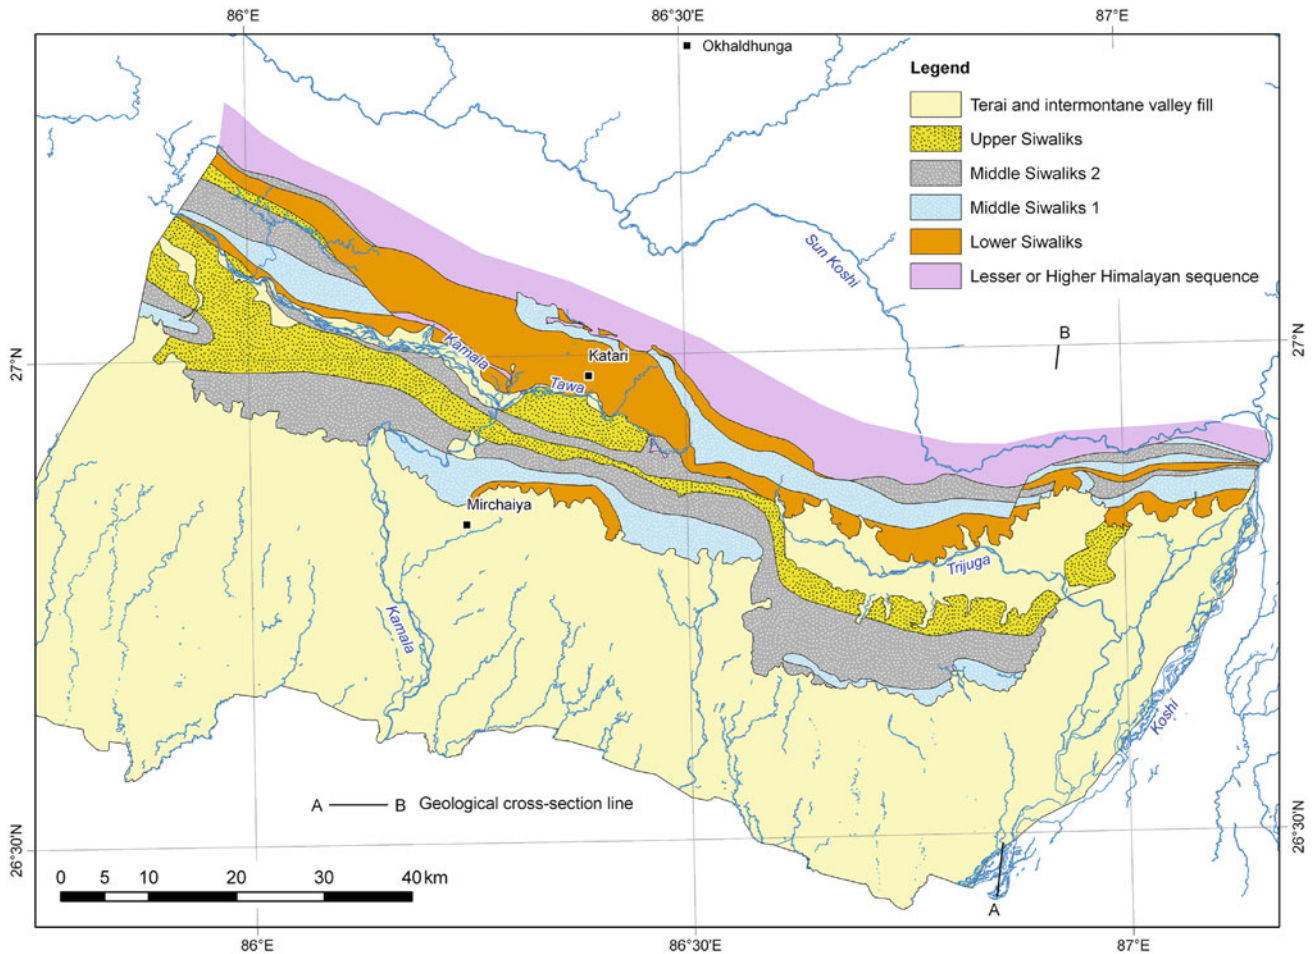 86°E
86°30'E
87°E
Okhaldhunga
Legend
Terai and intermontane valley fill
Upper Siwaliks
Middle Siwaliks 2
Middle Siwaliks 1
Lower Siwaliks
Lesser or Higher Himalayan sequence
Sun Koshi
B
27°N
27°N
Kamala
Katari
Tawa
Mirchaiya
Trijuga
Kamala
Koshi
A B Geological cross-section line
26°30'N
26°30'N
0 5 10 20 30 40 km
A
86°E
86°30'E
87°E